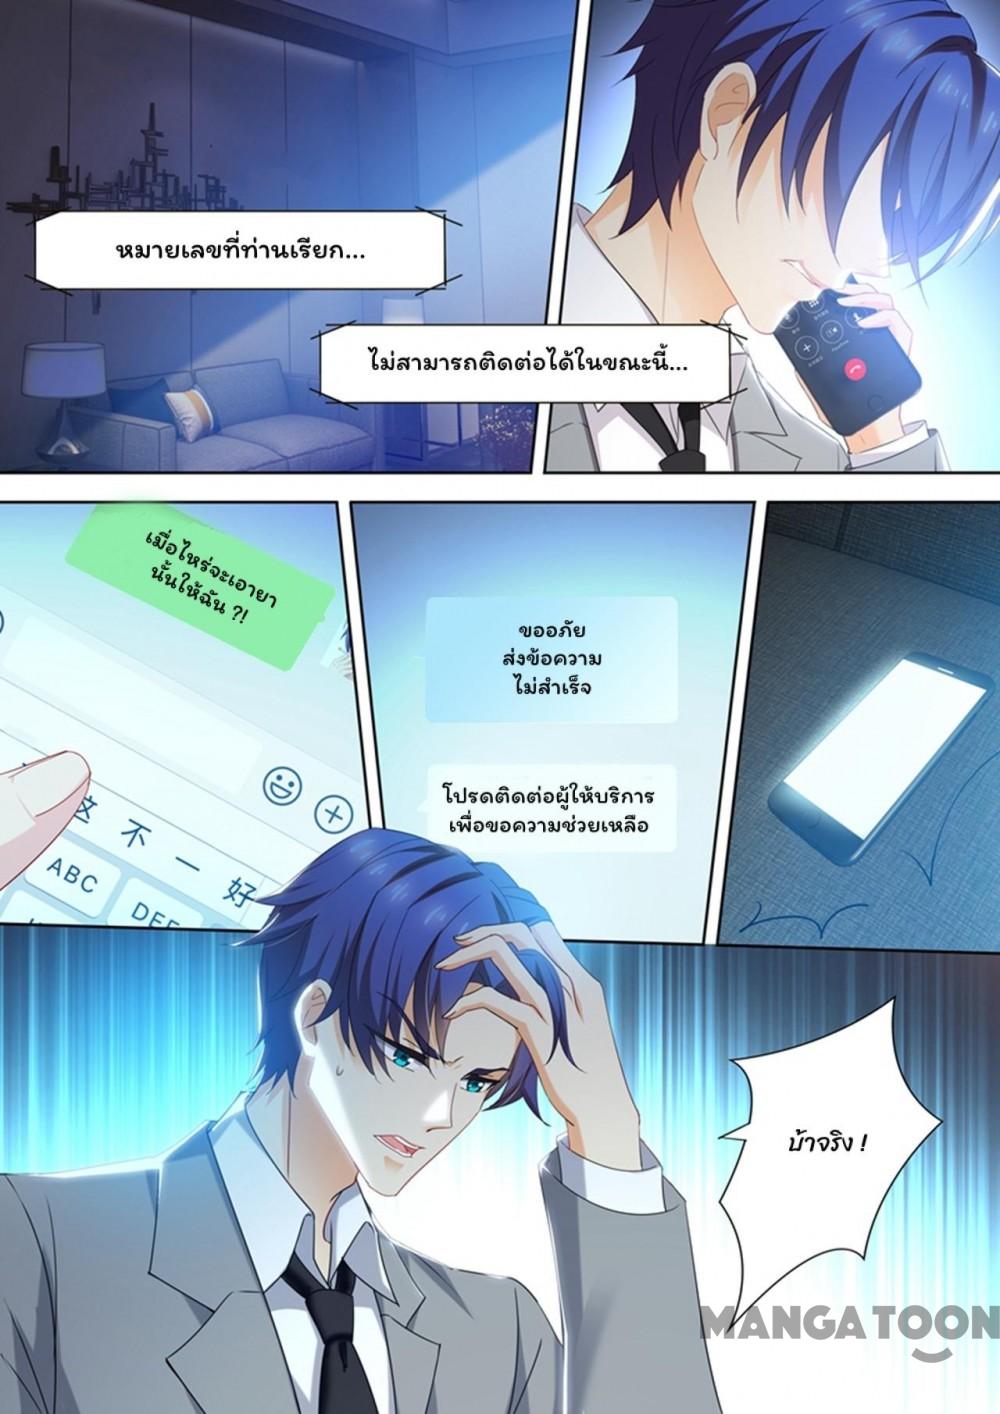 หมายเลขที่ท่านเรียก...
ไม่สามารถติดต่อได้ในขณะนี้...
เมื่อไหร่จะเอายา
นั้นให้ฉัน ?!
ขออภัย
ส่งข้อความ
ไม่สำเร็จ
โปรดติดต่อผู้ให้บริการ
เพื่อขอความช่วยเหลือ
这 不 一 好
ABC
DEF
บ้าจริง !
MANGATOON